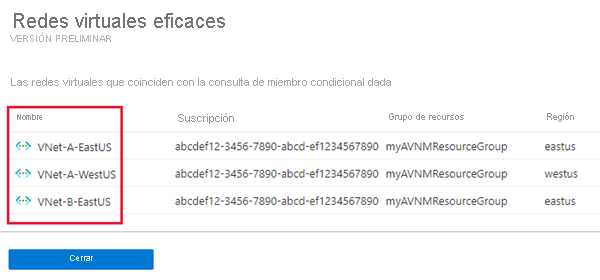 Redes virtuales eficaces
VERSIÓN PRELIMINAR
Las redes virtuales que coinciden con la consulta de miembro condicional dada
Nombre Suscripción Grupo de recursos Región
VNet-A-EastUS abcdef12-3456-7890-abcd-ef1234567890 myAVNMResourceGroup eastus
VNet-A-WestUS abcdef12-3456-7890-abcd-ef1234567890 myAVNMResourceGroup westus
VNet-B-EastUS abcdef12-3456-7890-abcd-ef1234567890 myAVNMResourceGroup eastus
Cerrar